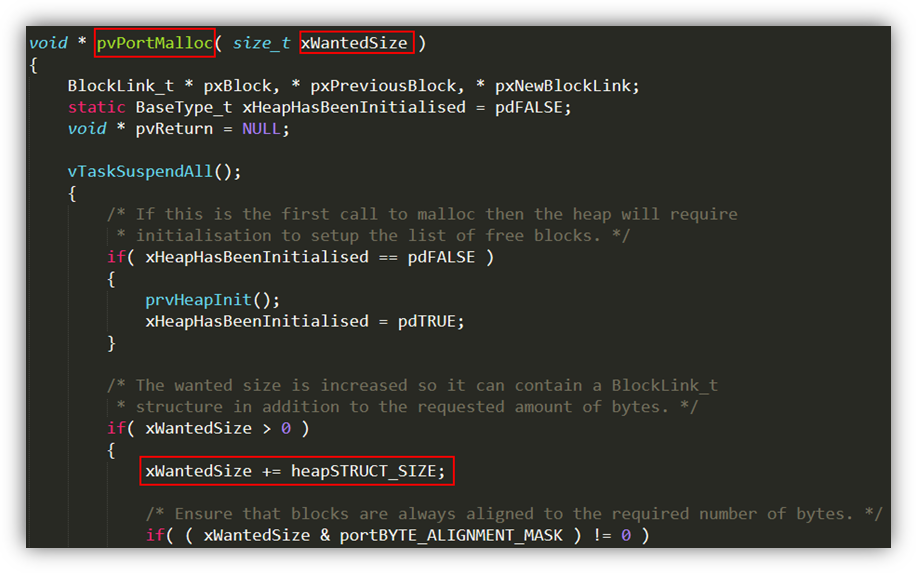 void * pvPortMalloc( size_t xWantedSize )
{
BlockLink_t * pxBlock, * pxPreviousBlock, * pxNewBlockLink;
static BaseType_t xHeapHasBeenInitialised = pdFALSE;
void * pvReturn = NULL;
vTaskSuspendAll();
{
/* If this is the first call to malloc then the heap will require
* initialisation to setup the list of free blocks. */
if( xHeapHasBeenInitialised == pdFALSE )
{
prvHeapInit();
xHeapHasBeenInitialised = pdTRUE;
}
/* The wanted size is increased so it can contain a BlockLink_t
* structure in addition to the requested amount of bytes. */
if( xWantedSize > 0 )
{
xWantedSize += heapSTRUCT_SIZE;
/* Ensure that blocks are always aligned to the required number of bytes. */
if( ( xWantedSize & portBYTE_ALIGNMENT_MASK ) != 0 )